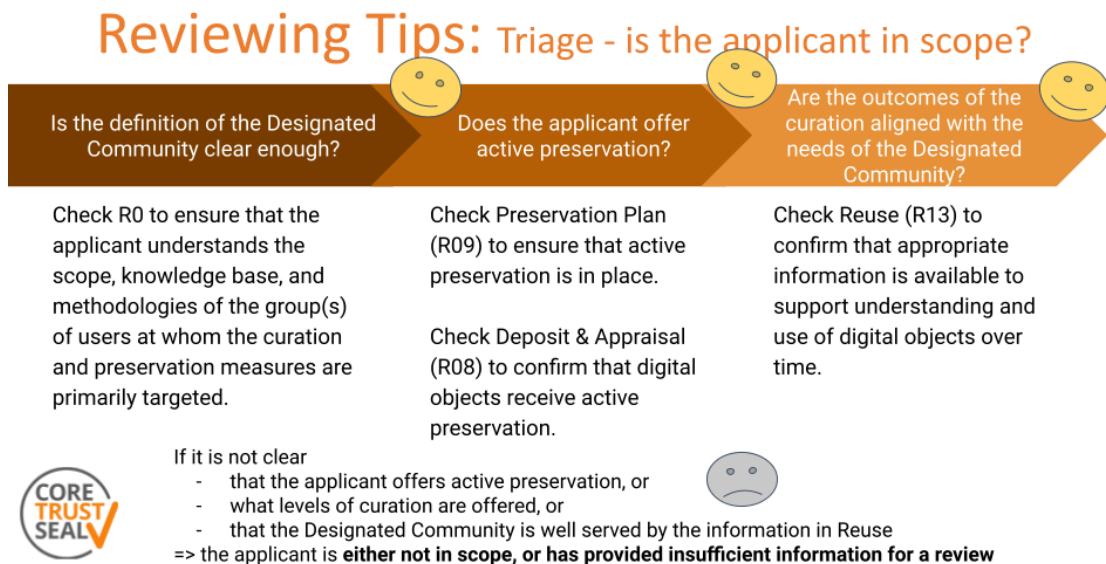 Reviewing Tips: Triage - is the applicant in scope?
Is the definition of the Designated
Community clear enough?
Does the applicant offer
active preservation?
Are the outcomes of the
curation aligned with the
needs of the Designated
Community?
Check R0 to ensure that the
applicant understands the
scope, knowledge base, and
methodologies of the group(s)
of users at whom the curation
and preservation measures are
primarily targeted.
Check Preservation Plan
(R09) to ensure that active
preservation is in place.
Check Deposit & Appraisal
(R08) to confirm that digital
objects receive active
preservation.
Check Reuse (R13) to
confirm that appropriate
information is available to
support understanding and
use of digital objects over
time.
If it is not clear
- that the applicant offers active preservation, or
- what levels of curation are offered, or
- that the Designated Community is well served by the information in Reuse
=> the applicant is either not in scope, or has provided insufficient information for a review
CORE
TRUST
SEAL